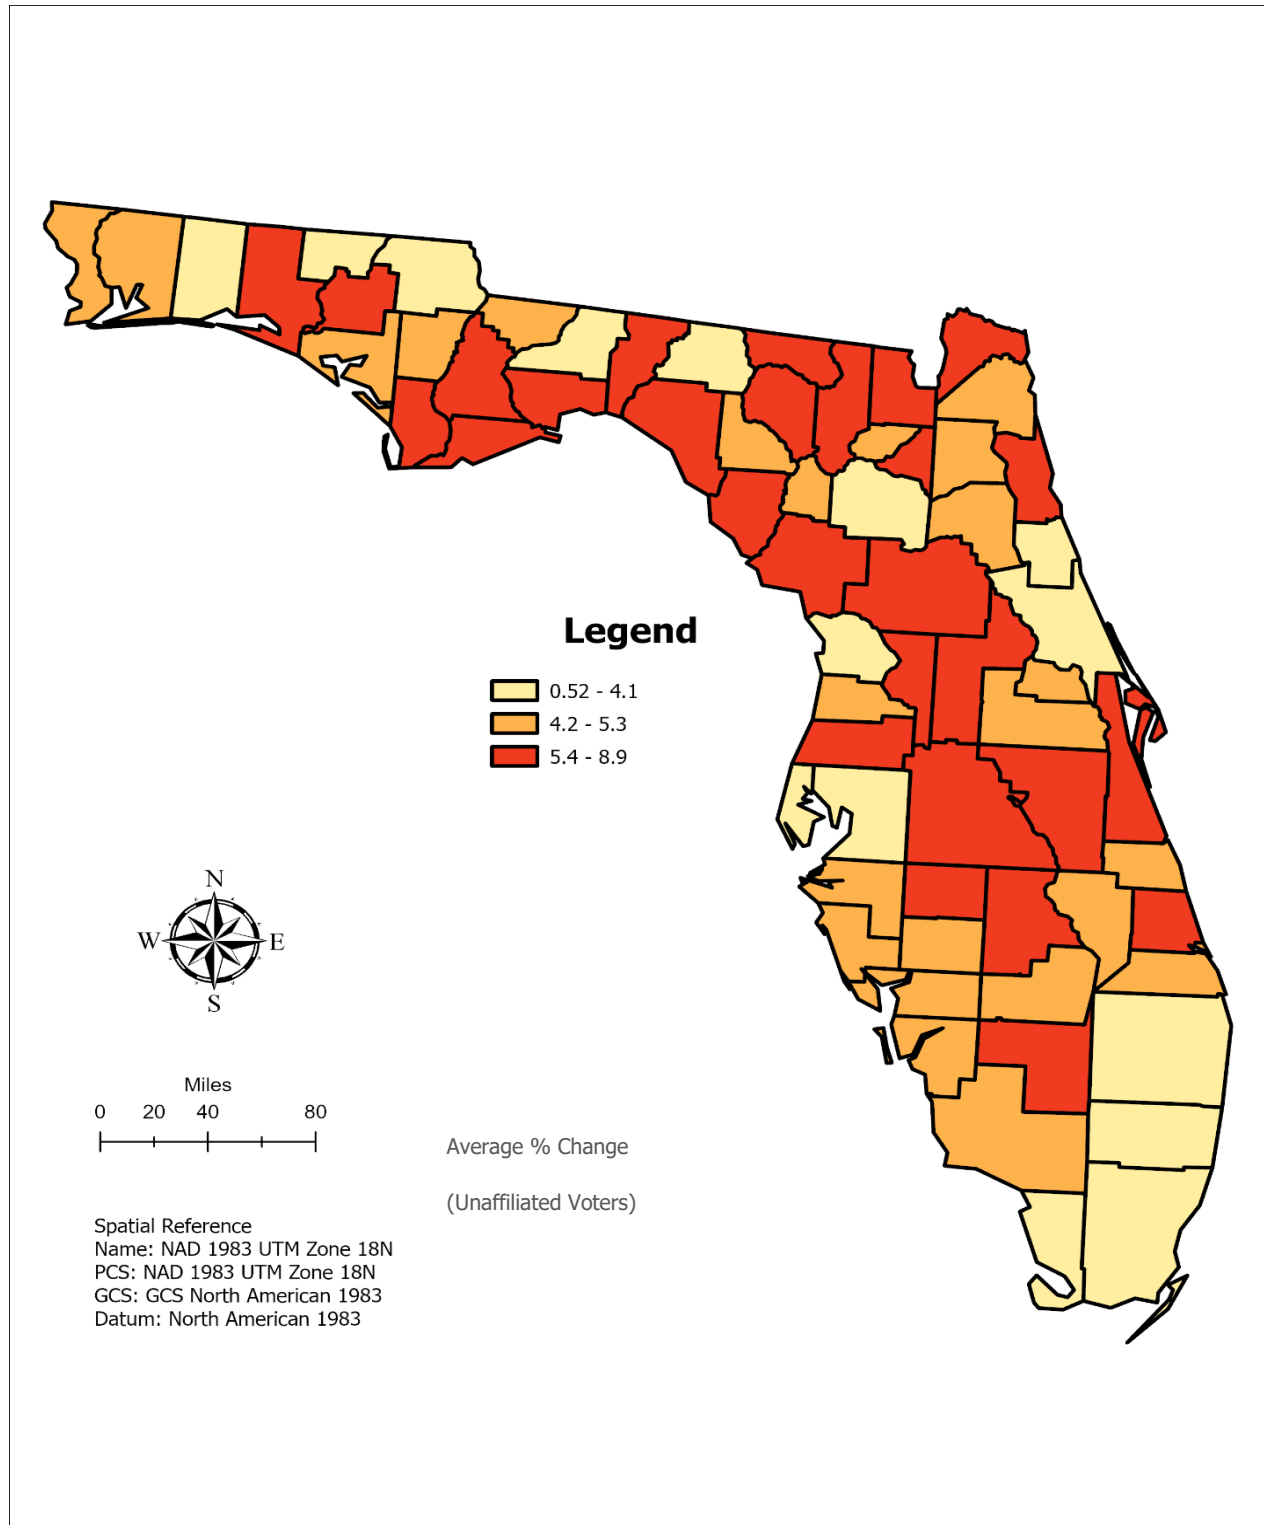 Legend
0.52 - 4.1
4.2 - 5.3
5.4 - 8.9
N
W
E
S
Miles
0 20 40 80
Average % Change
(Unaffiliated Voters)
Spatial Reference
Name: NAD 1983 UTM Zone 18N
PCS: NAD 1983 UTM Zone 18N
GCS: GCS North American 1983
Datum: North American 1983